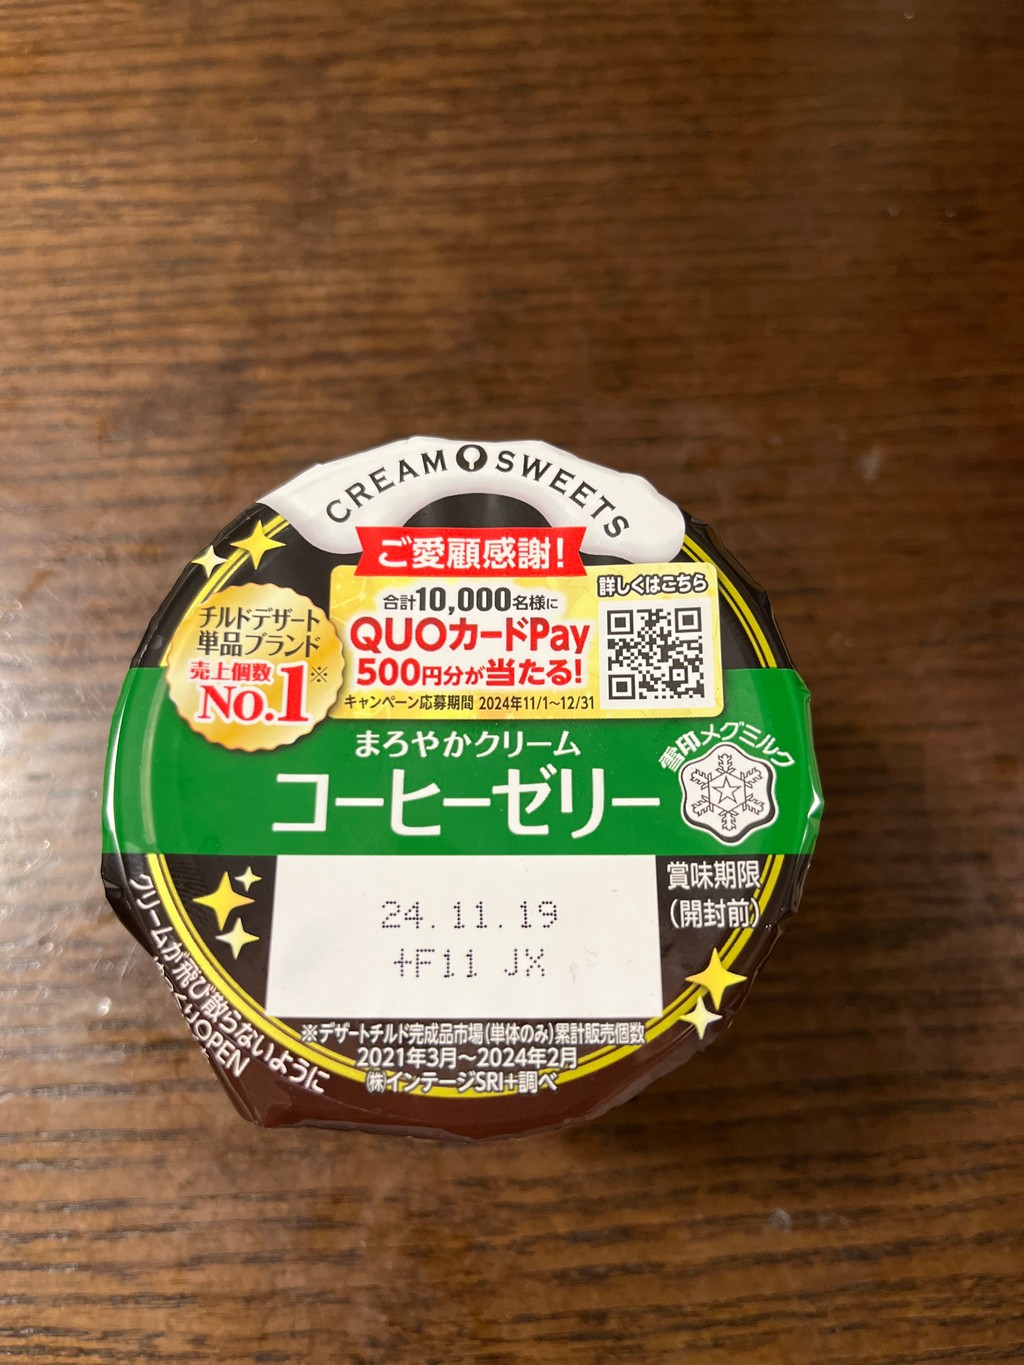 CREAM SWEETS
ご愛顧感謝!
合計10,000名様に
QUOカードPay
500円分が当たる!
キャンペーン応募期間 2024年11/1~12/31
詳しくはこちら
チルドデザート
単品ブランド
売上個数
No.1※
まろやかクリーム
コーヒーゼリー
雪印メグミルク
賞味期限
(開封前)
24.11.19
+F11 JX
クリームが飛び散らないように
OPEN
※デザートチルド完成品市場(単体のみ)累計販売個数
2021年3月~2024年2月
㈱インテージSRI+調べ